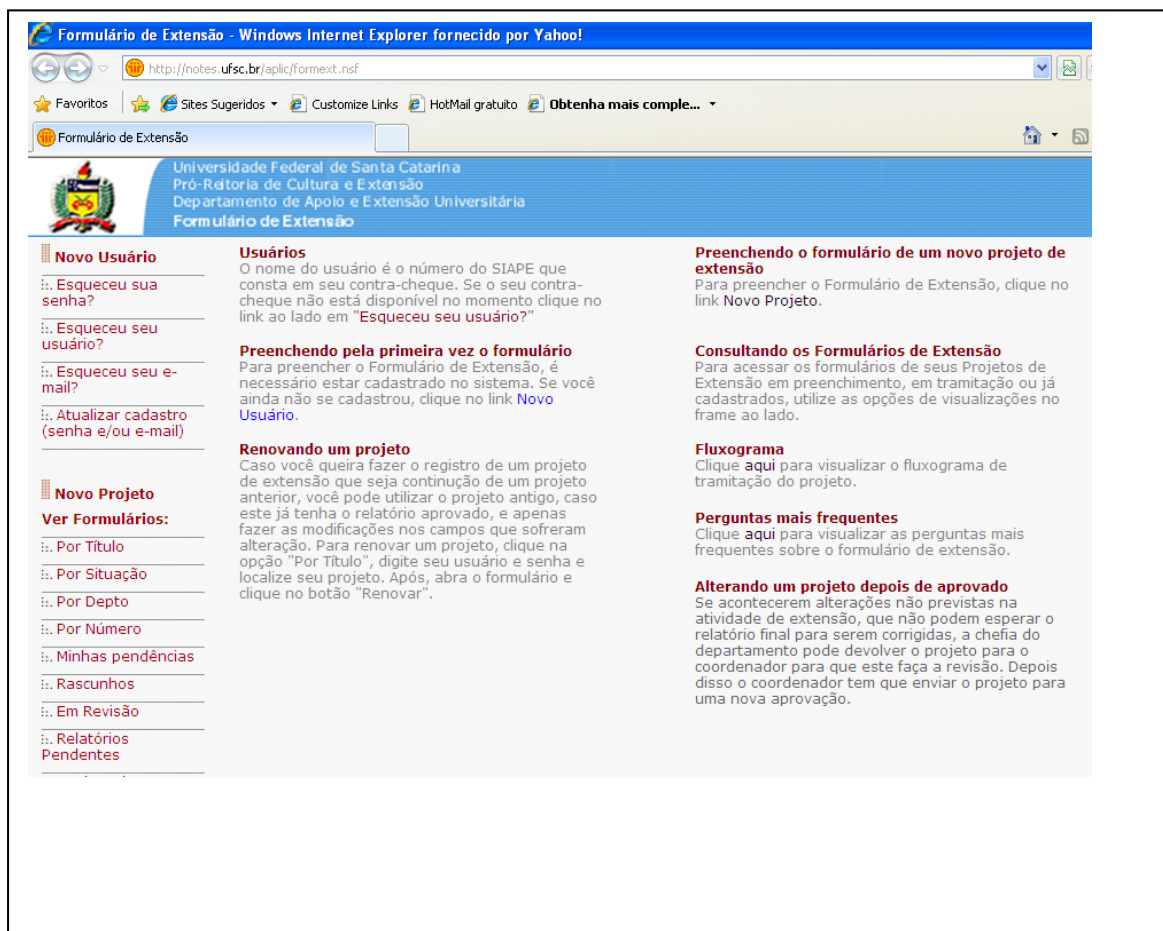 Formulário de Extensão - Windows Internet Explorer fornecido por Yahoo!
http://notes.ufsc.br/aplic/formext.nsf
Favoritos Sites Sugeridos Customize Links HotMail gratuito Obtenha mais comple...
Formulário de Extensão
Universidade Federal de Santa Catarina
Pró-Reitoria de Cultura e Extensão
Departamento de Apoio e Extensão Universitária
Formulário de Extensão
Novo Usuário
Esqueceu sua
senha?
Esqueceu seu
usuário?
Esqueceu seu e-
mail?
Atualizar cadastro
(senha e/ou e-mail)
Novo Projeto
Ver Formulários:
Por Título
Por Situação
Por Depto
Por Número
Minhas pendências
Rascunhos
Em Revisão
Relatórios
Pendentes
Usuários
O nome do usuário é o número do SIAPE que
consta em seu contra-cheque. Se o seu contra-
cheque não está disponível no momento clique no
link ao lado em "Esqueceu seu usuário?"
Preenchendo pela primeira vez o formulário
Para preencher o Formulário de Extensão, é
necessário estar cadastrado no sistema. Se você
ainda não se cadastrou, clique no link Novo
Usuário.
Renovando um projeto
Caso você queira fazer o registro de um projeto
de extensão que seja continução de um projeto
anterior, você pode utilizar o projeto antigo, caso
este já tenha o relatório aprovado, e apenas
fazer as modificações nos campos que sofreram
alteração. Para renovar um projeto, clique na
opção "Por Título", digite seu usuário e senha e
localize seu projeto. Após, abra o formulário e
clique no botão "Renovar".
Preenchendo o formulário de um novo projeto de
extensão
Para preencher o Formulário de Extensão, clique no
link Novo Projeto.
Consultando os Formulários de Extensão
Para acessar os formulários de seus Projetos de
Extensão em preenchimento, em tramitação ou já
cadastrados, utilize as opções de visualizações no
frame ao lado.
Fluxograma
Clique aqui para visualizar o fluxograma de
tramitação do projeto.
Perguntas mais frequentes
Clique aqui para visualizar as perguntas mais
frequentes sobre o formulário de extensão.
Alterando um projeto depois de aprovado
Se acontecerem alterações não previstas na
atividade de extensão, que não podem esperar o
relatório final para serem corrigidas, a chefia do
departamento pode devolver o projeto para o
coordenador para que este faça a revisão. Depois
disso o coordenador tem que enviar o projeto para
uma nova aprovação.